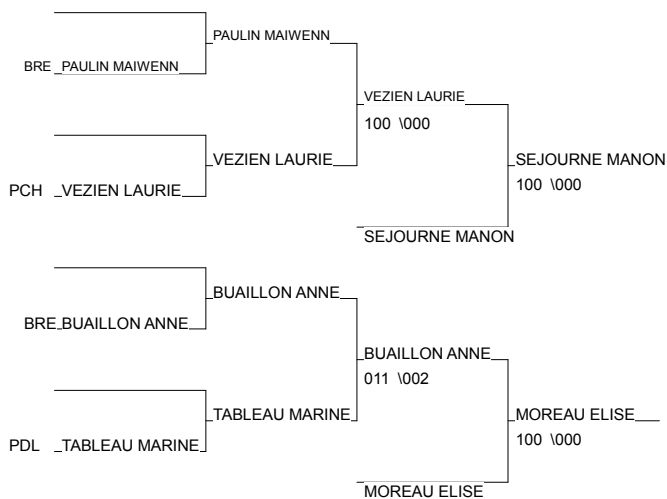 PAULIN MAIWENN
BRE PAULIN MAIWENN
VEZIEN LAURIE
100 \000
VEZIEN LAURIE
SEJOURNE MANON
100 \000
PCH VEZIEN LAURIE
SEJOURNE MANON
BUAILLON ANNE
BRE BUAILLON ANNE
BUAILLON ANNE
011 \002
TABLEAU MARINE
MOREAU ELISE
100 \000
PDL TABLEAU MARINE
MOREAU ELISE